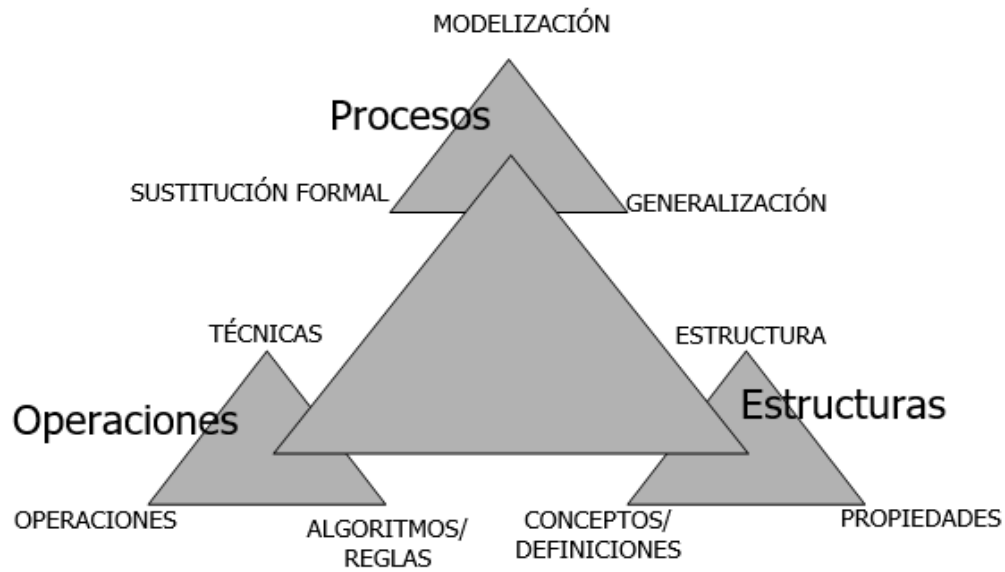 MODELIZACIÓN
Procesos
SUSTITUCIÓN FORMAL
GENERALIZACIÓN
TÉCNICAS
ESTRUCTURA
Operaciones
Estructuras
OPERACIONES
ALGORITMOS/
REGLAS
CONCEPTOS/
DEFINICIONES
PROPIEDADES